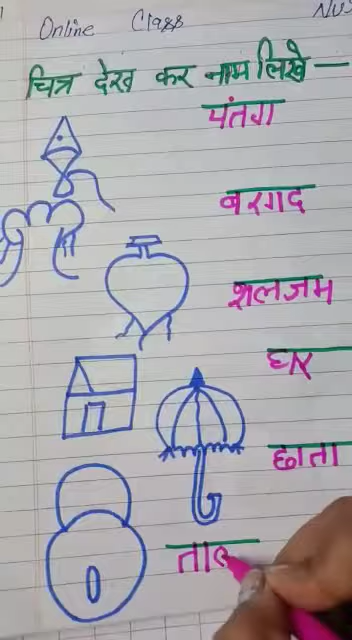 Online Class
चित्र देख कर नाम लिखे —
पंतग
बरगद
शलजम
घर
छाता
ताल